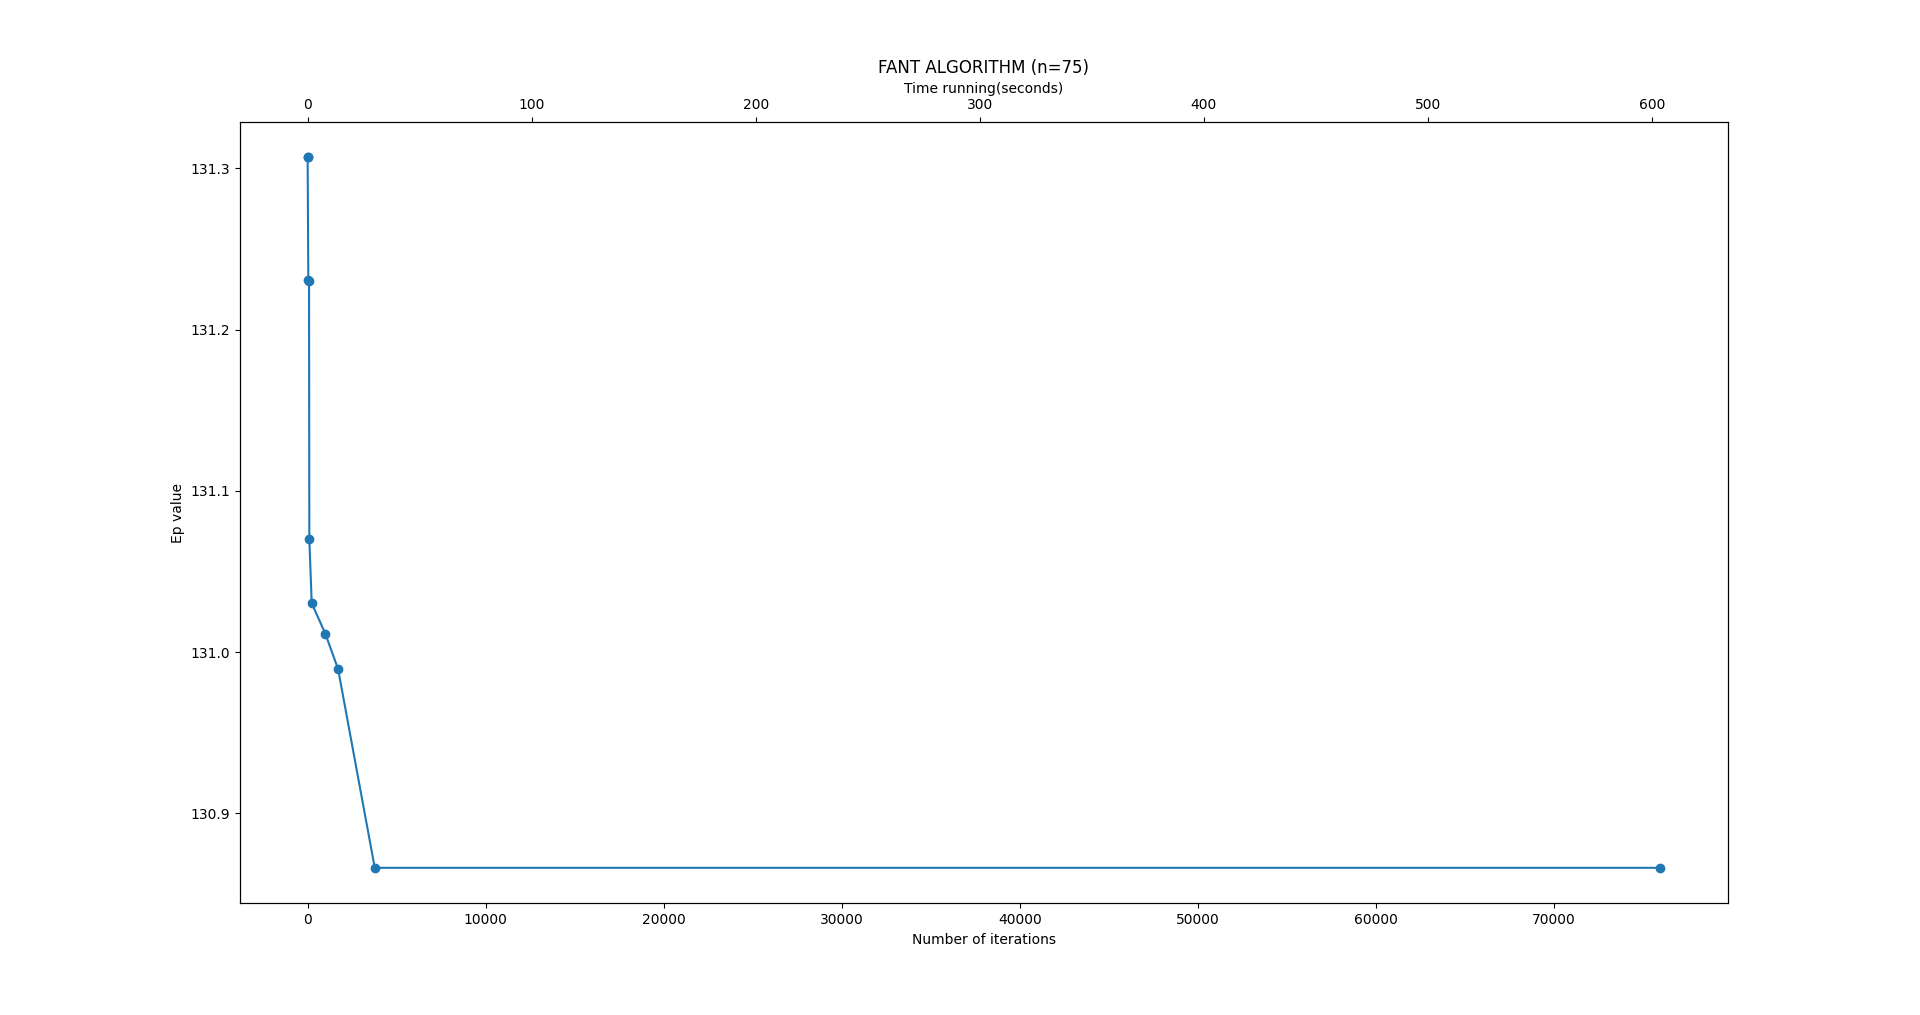 FANT ALGORITHM (n=75)
Time running(seconds)
0 100 200 300 400 500 600
131.3
131.2
131.1
131.0
130.9
Ep value
0 10000 20000 30000 40000 50000 60000 70000
Number of iterations